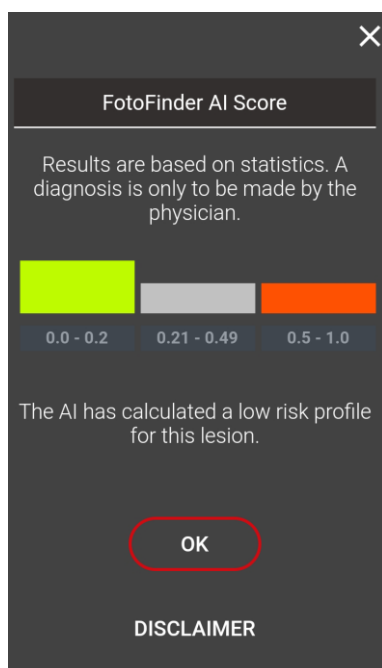 FotoFinder AI Score
Results are based on statistics. A
diagnosis is only to be made by the
physician.
0.0 - 0.2 0.21 - 0.49 0.5 - 1.0
The AI has calculated a low risk profile
for this lesion.
OK
DISCLAIMER